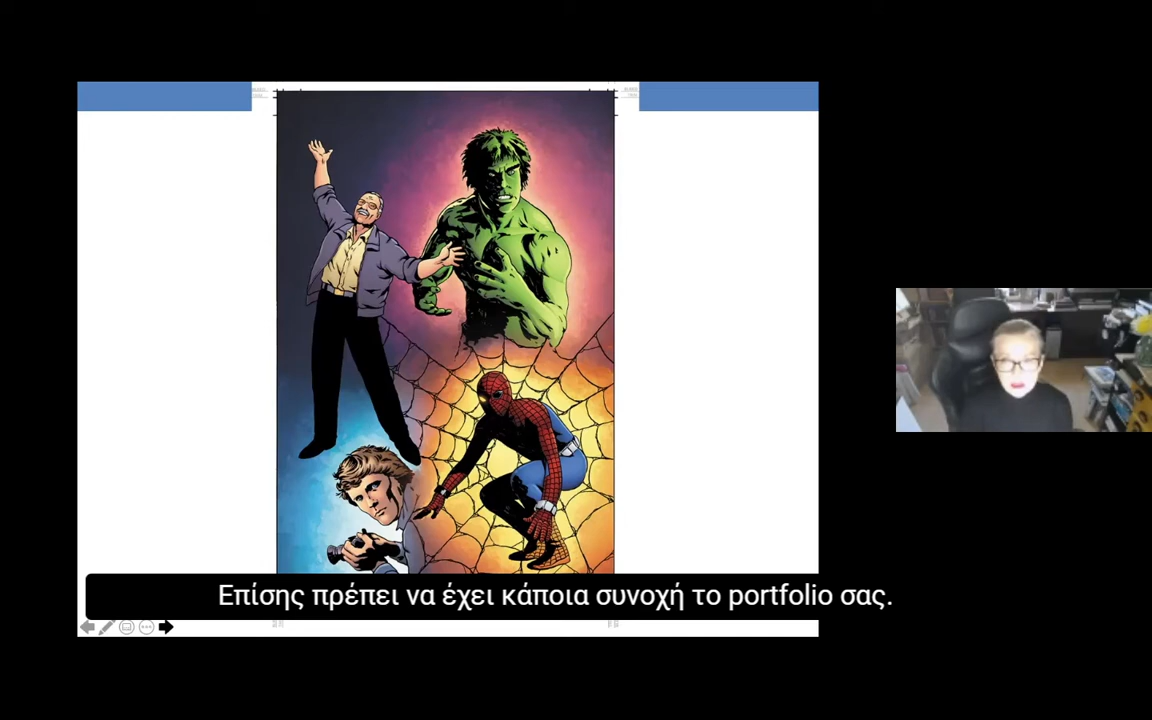 Επίσης πρέπει να έχει κάποια συνοχή το portfolio σας.